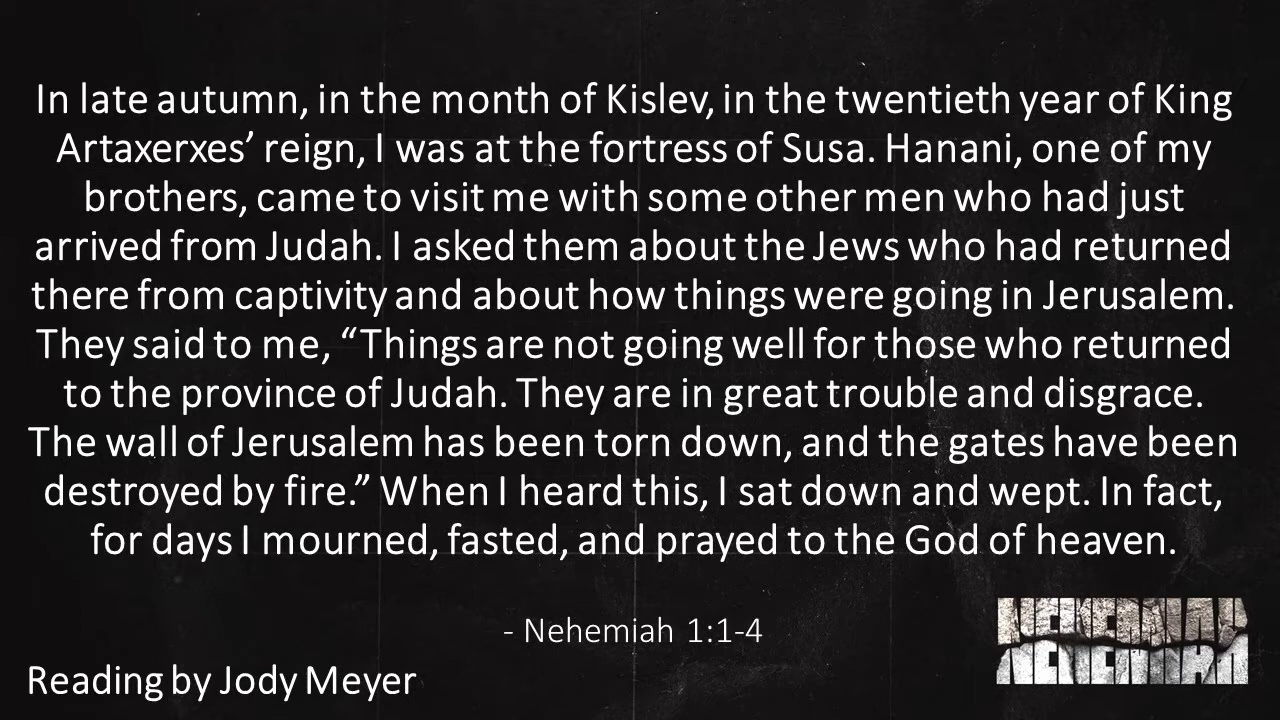 In late autumn, in the month of Kislev, in the twentieth year of King
Artaxerxes’ reign, I was at the fortress of Susa. Hanani, one of my
brothers, came to visit me with some other men who had just
arrived from Judah. I asked them about the Jews who had returned
there from captivity and about how things were going in Jerusalem.
They said to me, “Things are not going well for those who returned
to the province of Judah. They are in great trouble and disgrace.
The wall of Jerusalem has been torn down, and the gates have been
destroyed by fire.” When I heard this, I sat down and wept. In fact,
for days I mourned, fasted, and prayed to the God of heaven.
- Nehemiah 1:1-4
NEHEMIAH
Reading by Jody Meyer